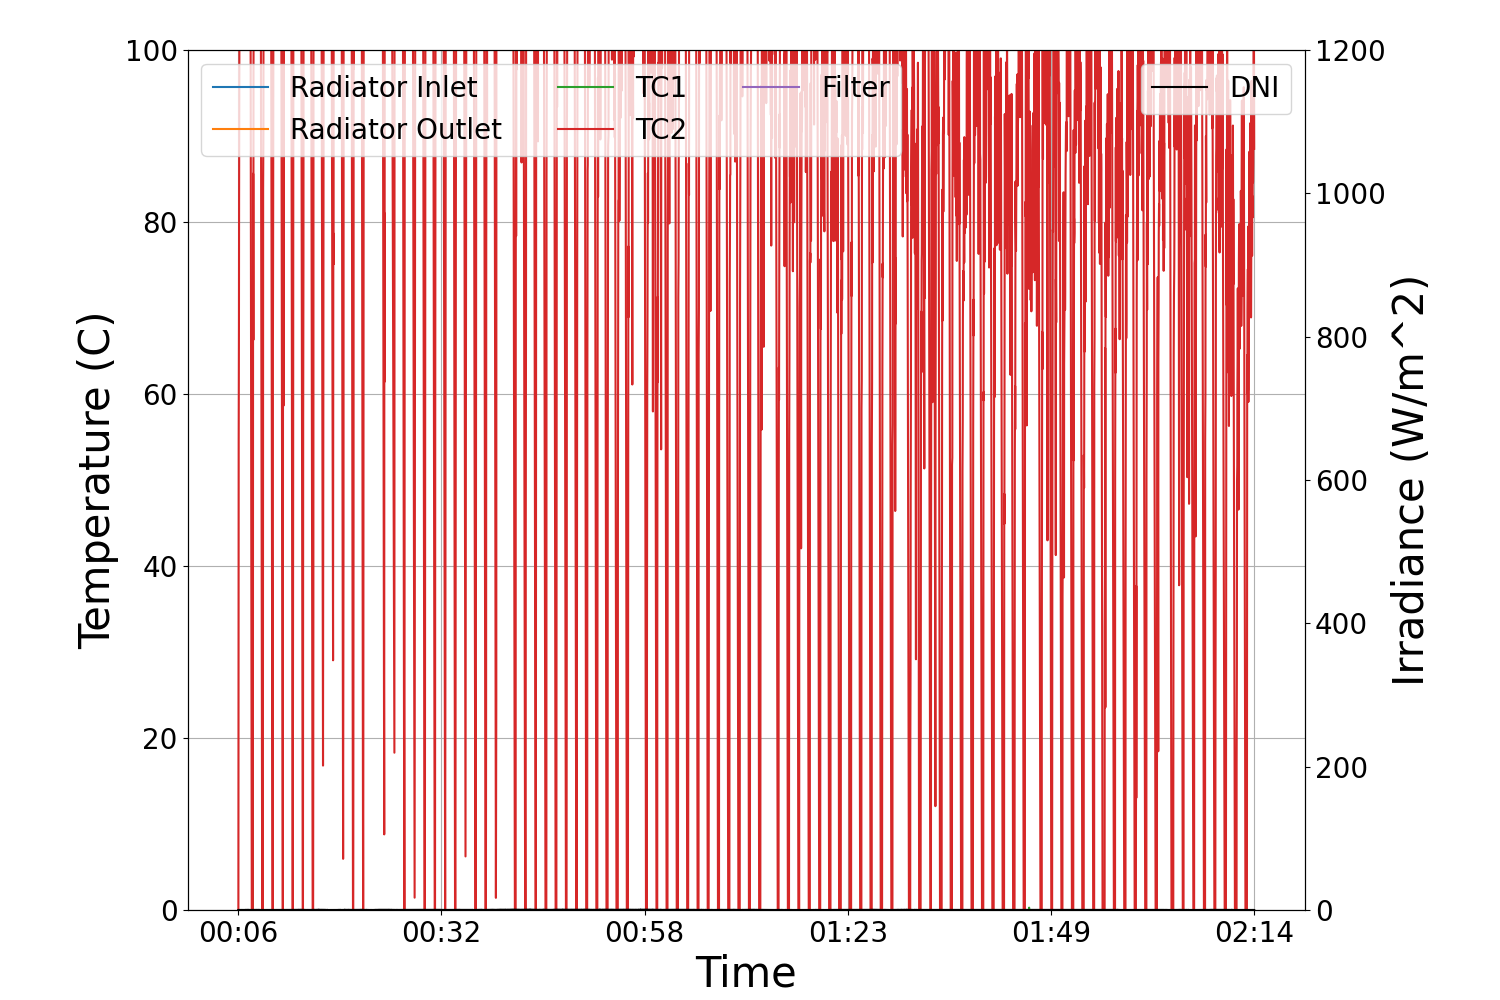 100
80
60
40
20
0
Temperature (C)
Radiator Inlet
Radiator Outlet
TC1
TC2
Filter
DNI
1200
1000
800
600
400
200
0
Irradiance (W/m^2)
00:06
00:32
00:58
01:23
01:49
02:14
Time